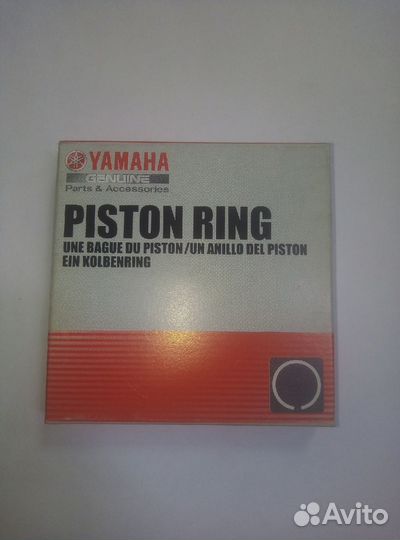 YAMAHA
GENUINE
Parts & Accessories
PISTON RING
UNE BAGUE DU PISTON/UN ANILLO DEL PISTON
EIN KOLBENRING
Avito